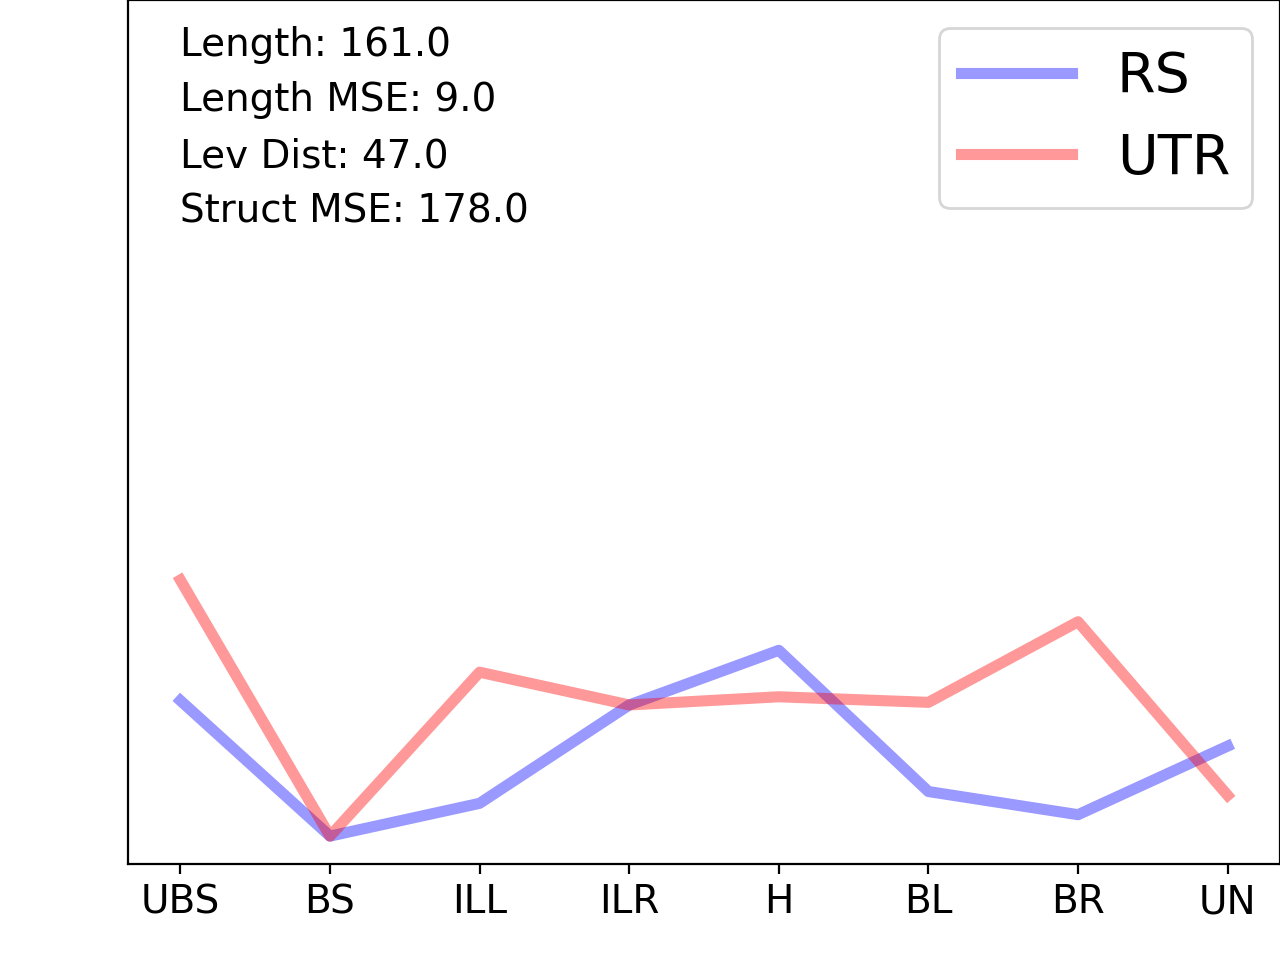 Length: 161.0
Length MSE: 9.0
Lev Dist: 47.0
Struct MSE: 178.0
RS
UTR
UBS BS ILL ILR H BL BR UN